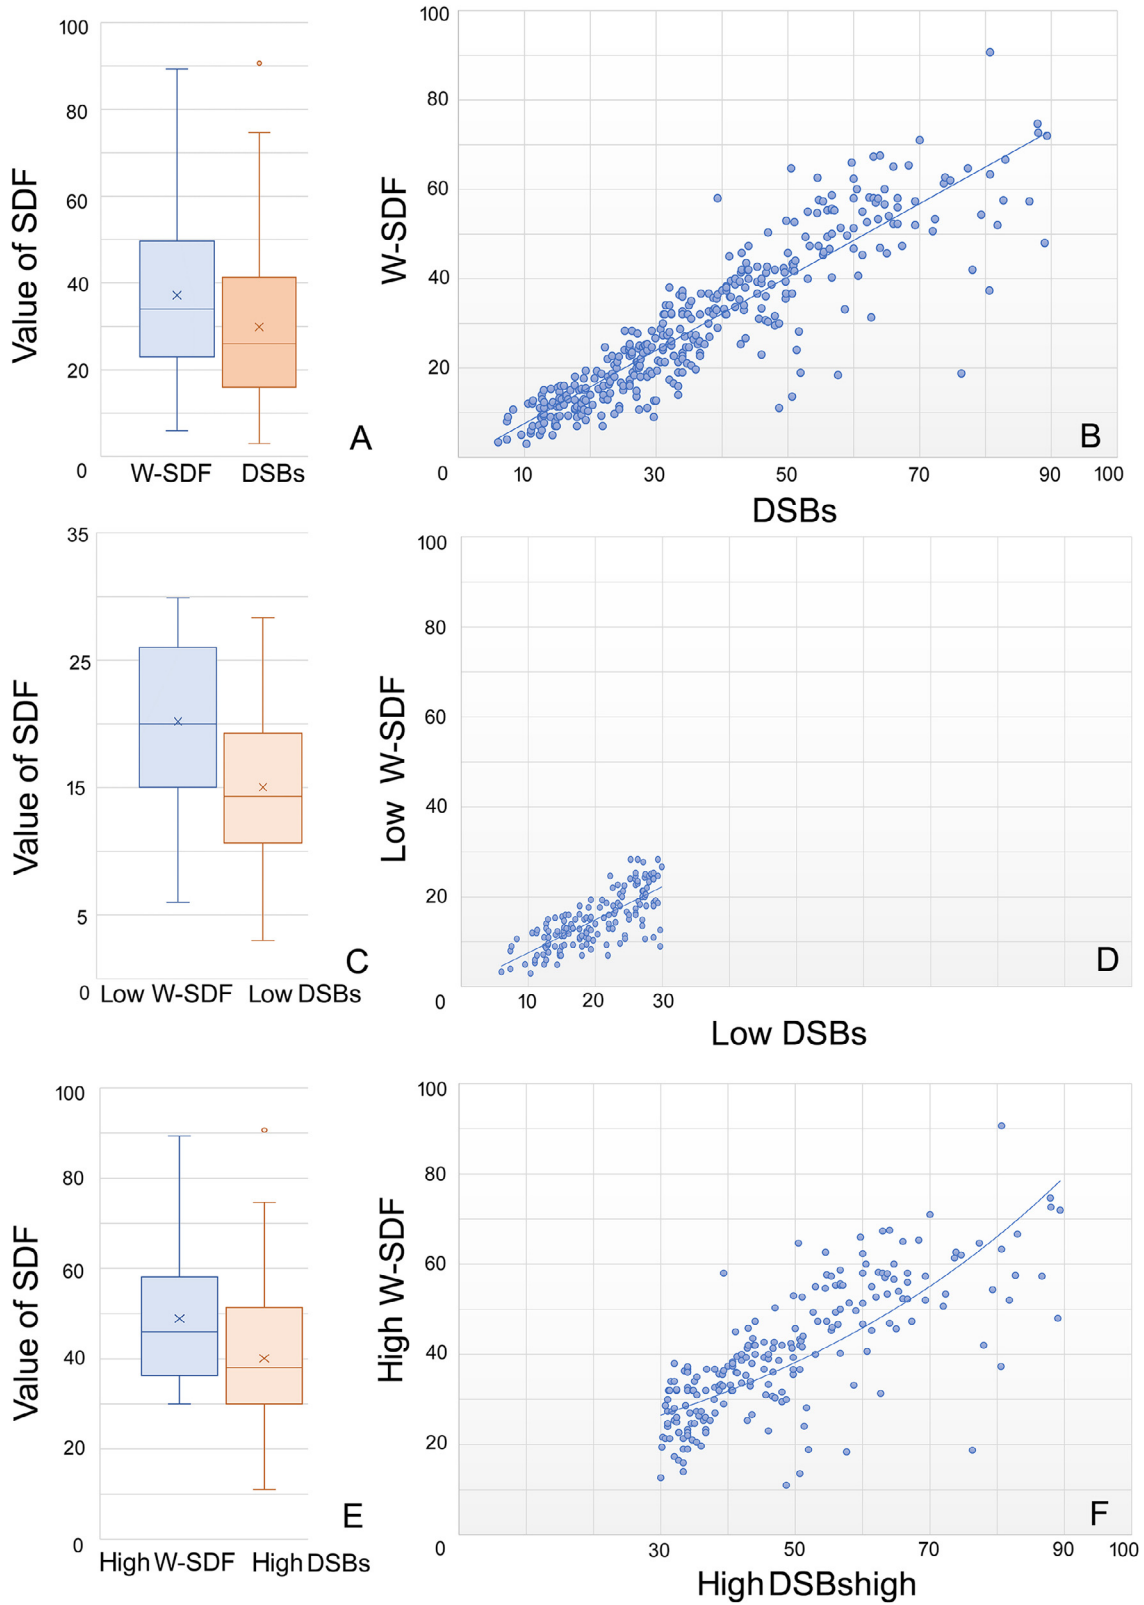 100
80
60
40
20
0
Value of SDF
W-SDF DSBs
A
100
80
60
40
20
0
W-SDF
10 30 50 70 90 100
DSBs
B
35
25
15
5
0
Value of SDF
Low W-SDF Low DSBs
C
100
80
60
40
20
0
Low W-SDF
10 20 30
Low DSBs
D
100
80
60
40
20
0
Value of SDF
High W-SDF High DSBs
E
100
80
60
40
20
0
High W-SDF
30 50 70 100
High DSBshigh
F